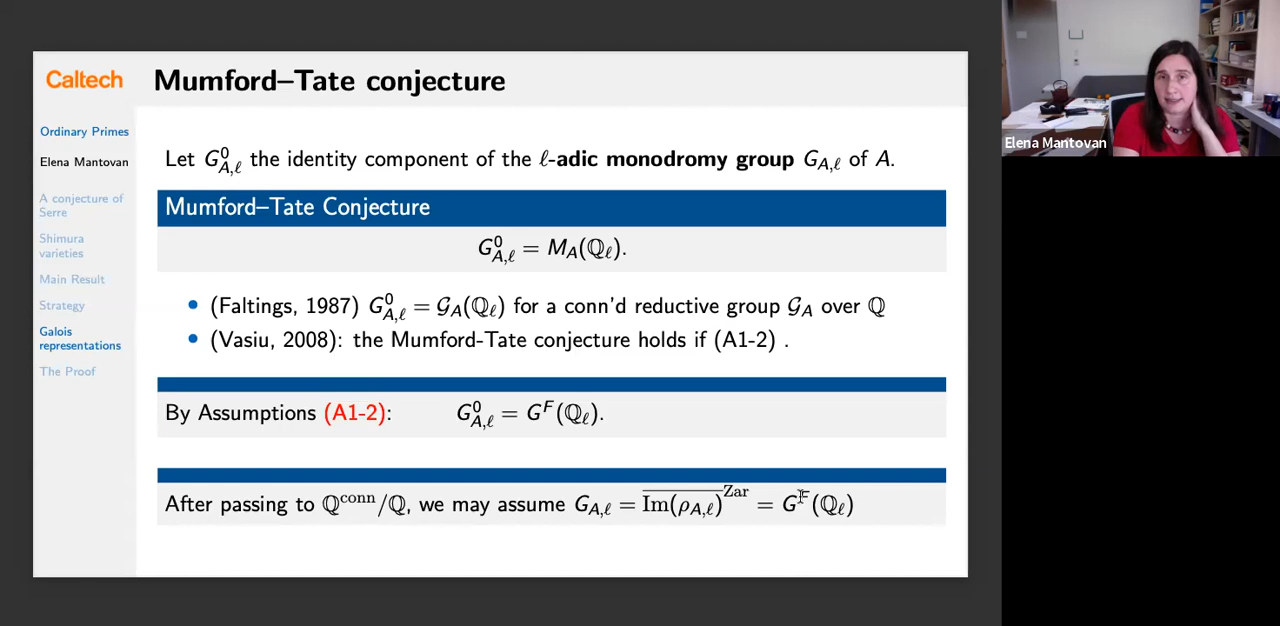 Caltech
Mumford–Tate conjecture
Ordinary Primes
Elena Mantovan
A conjecture of
Serre
Shimura
varieties
Main Result
Strategy
Galois
representations
The Proof
Let G⁰_{A,ℓ} the identity component of the ℓ-adic monodromy group G_{A,ℓ} of A.
Mumford–Tate Conjecture
G⁰_{A,ℓ} = M_A(ℚ_ℓ).
• (Faltings, 1987) G⁰_{A,ℓ} = 𝒢_A(ℚ_ℓ) for a conn'd reductive group 𝒢_A over ℚ
• (Vasiu, 2008): the Mumford-Tate conjecture holds if (A1-2) .
By Assumptions (A1-2): G⁰_{A,ℓ} = G^F(ℚ_ℓ).
After passing to ℚ^conn/ℚ, we may assume G_{A,ℓ} = \overline{Im(ρ_{A,ℓ})}^Zar = G^F(ℚ_ℓ)
Elena Mantovan